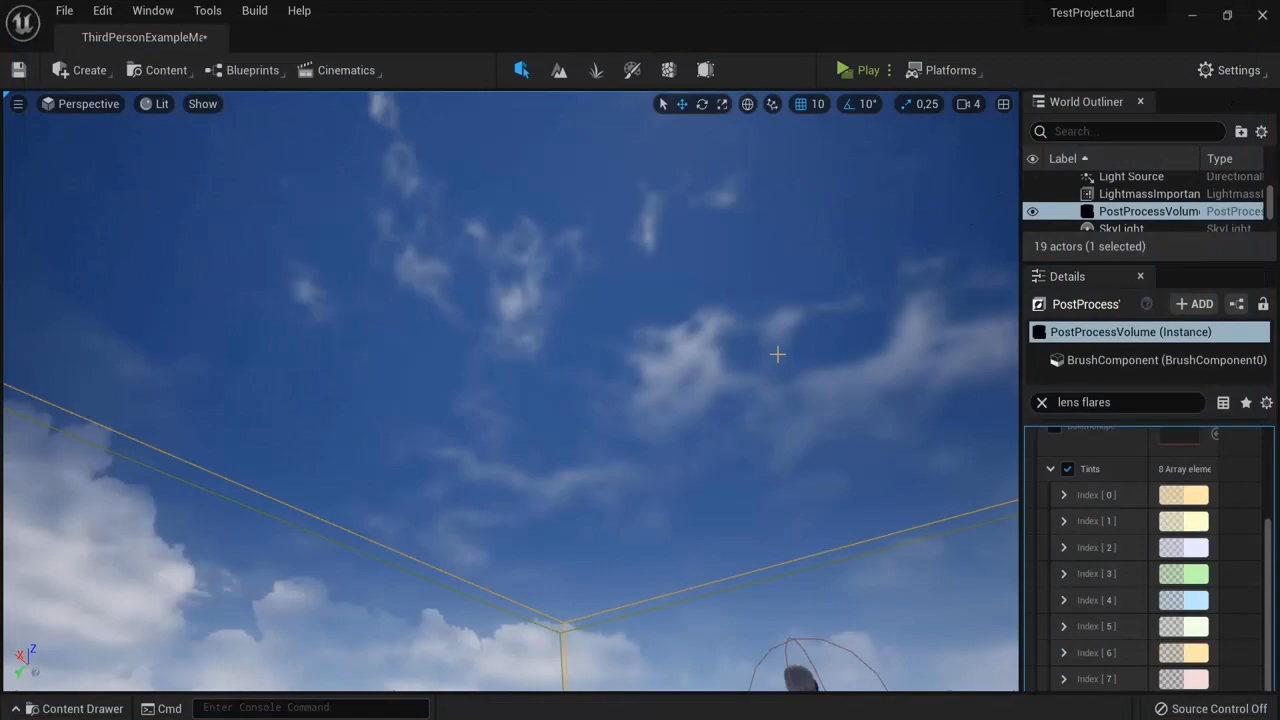 File Edit Window Tools Build Help
TestProjectLand
ThirdPersonExampleMa•
Create Content Blueprints Cinematics Play Platforms Settings
Perspective Lit Show 10 10° 0,25 4
World Outliner
Search...
Label Type
Light Source Directional
LightmassImportan Lightmass
PostProcessVolum PostProces
SkyLight SkyLight
19 actors (1 selected)
Details
PostProcess' + ADD
PostProcessVolume (Instance)
BrushComponent (BrushComponent0)
lens flares
Tints 8 Array eleme
Index [ 0 ]
Index [ 1 ]
Index [ 2 ]
Index [ 3 ]
Index [ 4 ]
Index [ 5 ]
Index [ 6 ]
Index [ 7 ]
X Z
Content Drawer Cmd Enter Console Command Source Control Off